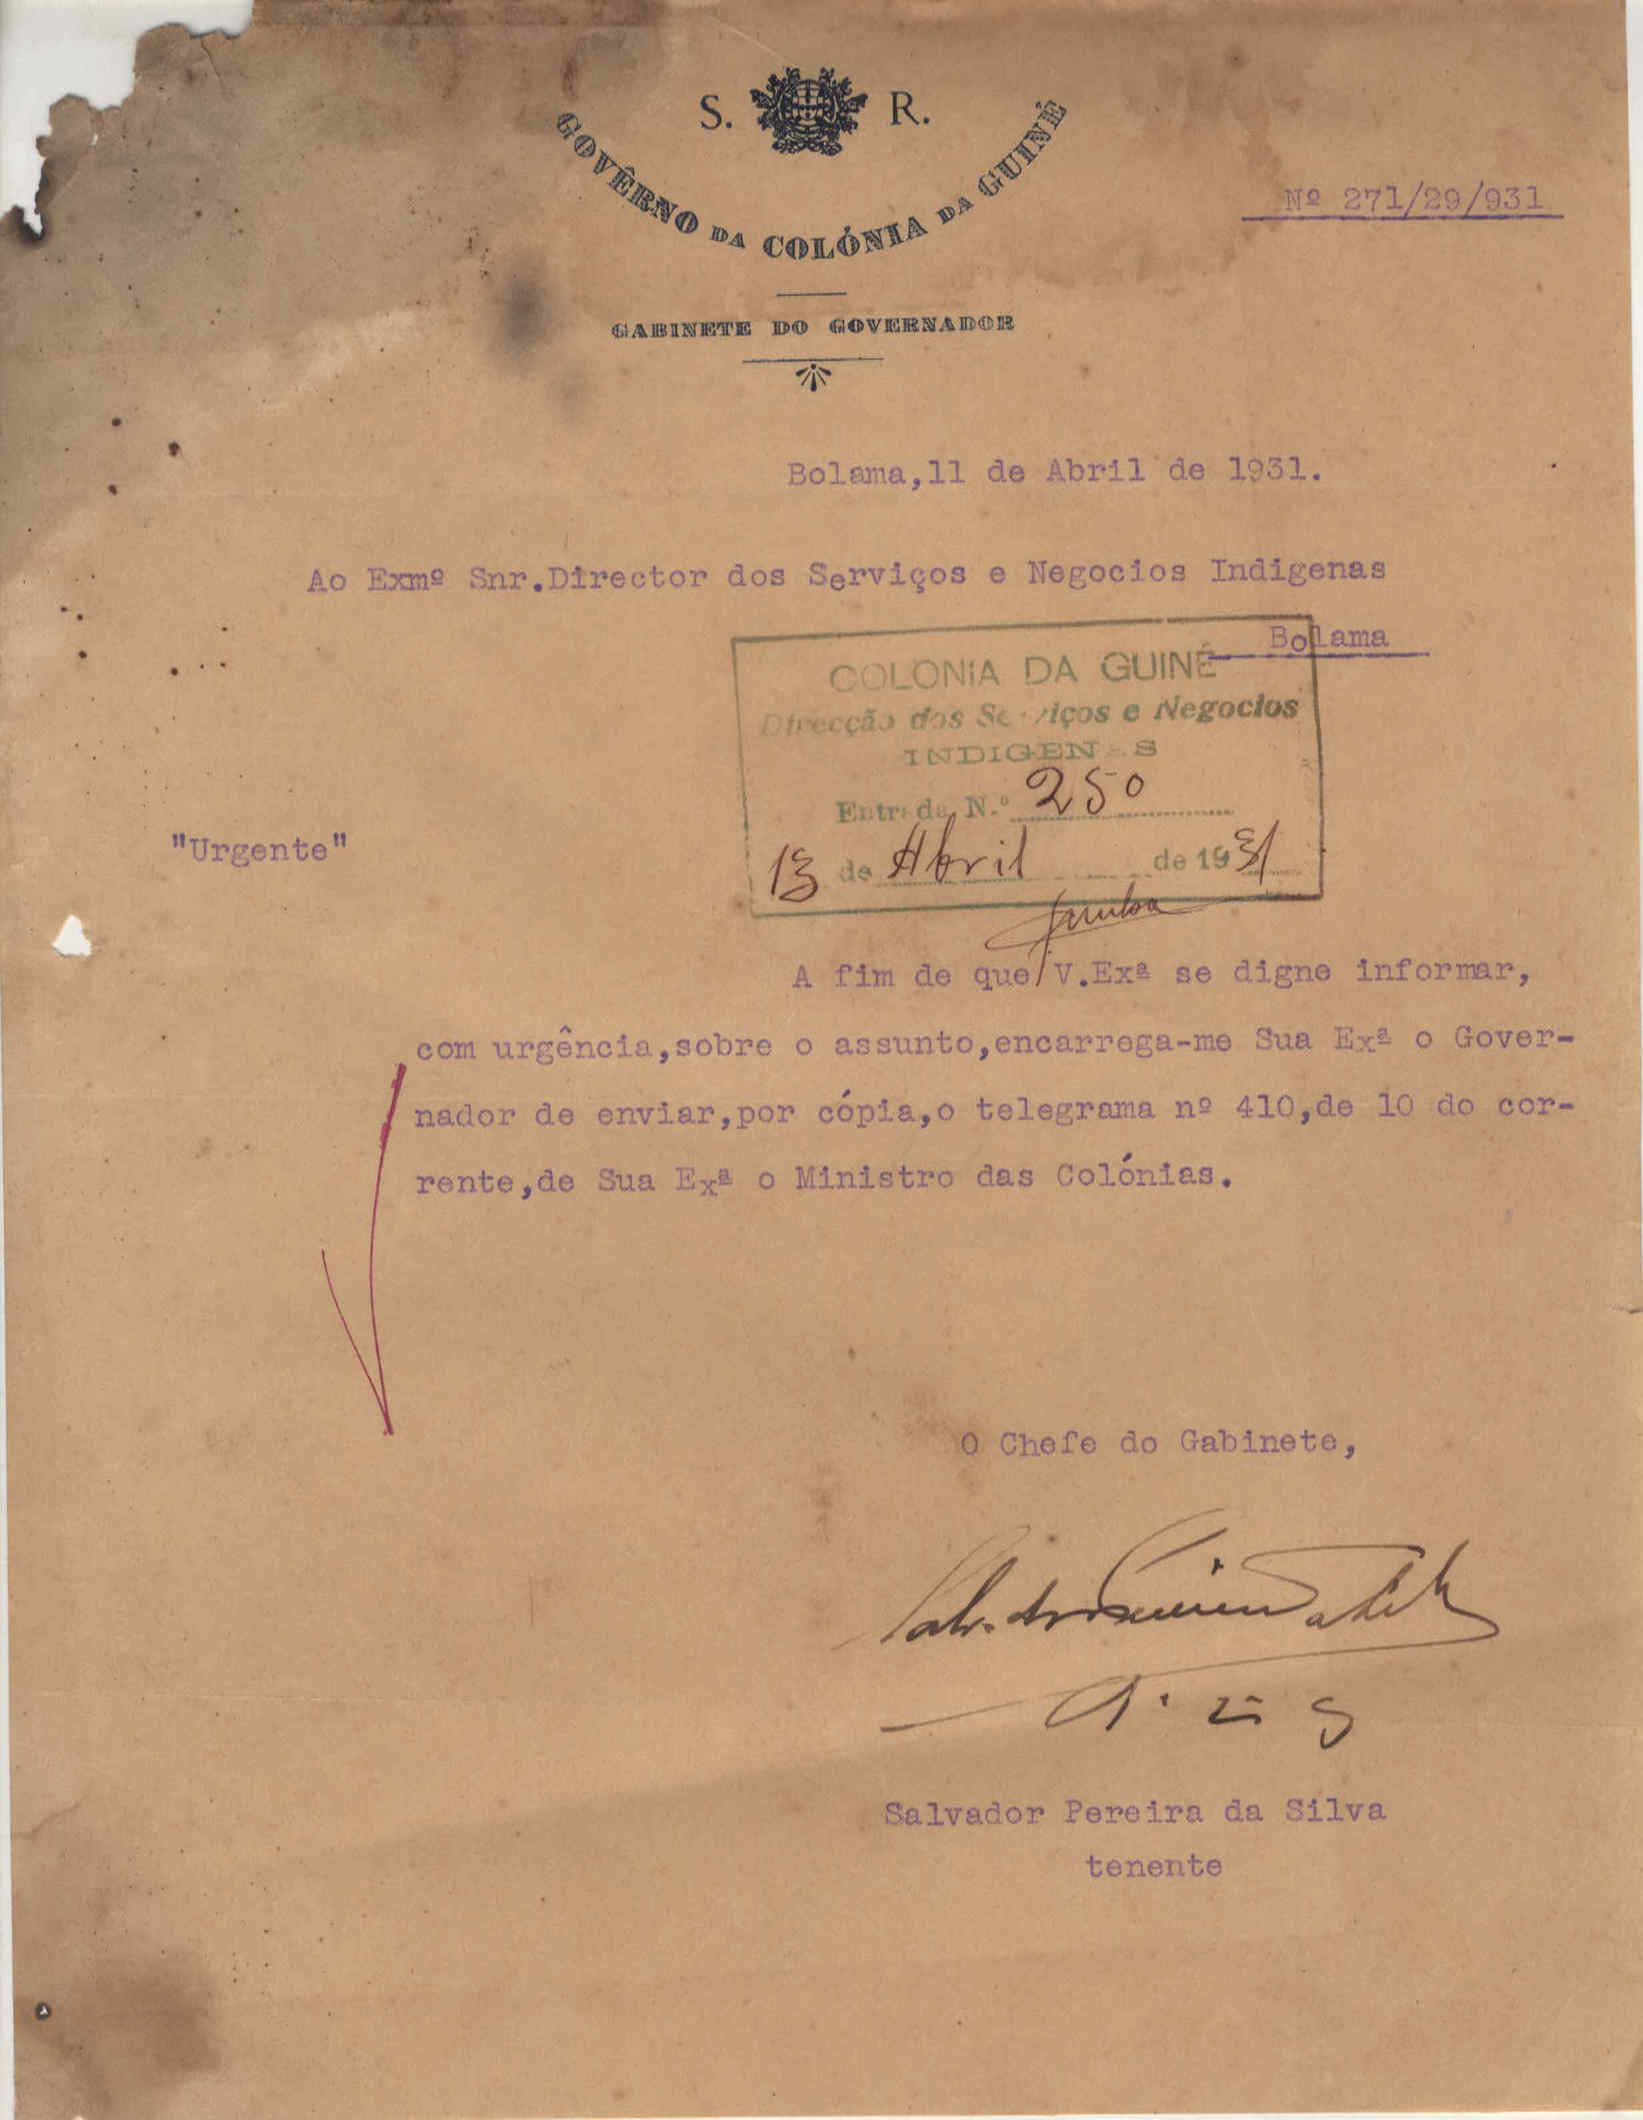 S. R.
GOVÊRNO DA COLÓNIA DA GUINÉ
GABINETE DO GOVERNADOR
Nº 271/29/931
Bolama,11 de Abril de 1931.
Ao Exmº Snr.Director dos Serviços e Negocios Indigenas
Bolama
COLONIA DA GUINÉ
Direcção dos Serviços e Negocios
INDIGENAS
Entrada N.º 250
13 de Abril de 1931
"Urgente"
A fim de que V.Exª se digne informar,
com urgência,sobre o assunto,encarrega-me Sua Exª o Gover-
nador de enviar,por cópia,o telegrama nº 410,de 10 do cor-
rente,de Sua Exª o Ministro das Colónias.
O Chefe do Gabinete,
Salvador Pereira da Silva
tenente